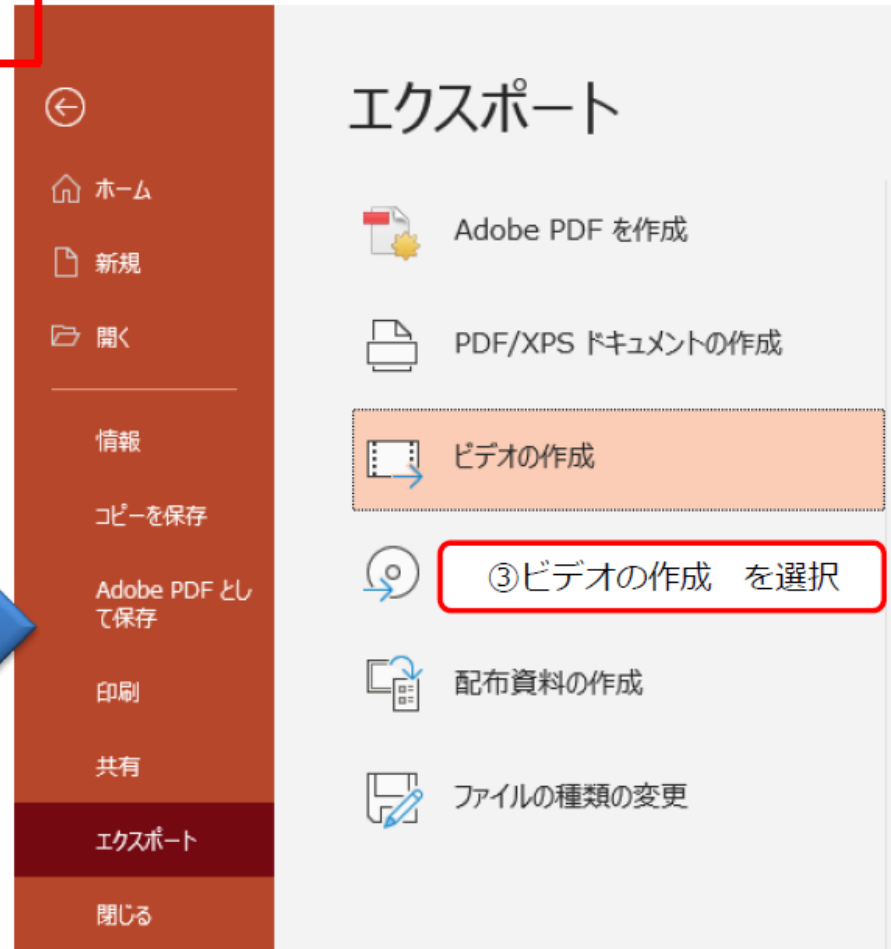 エクスポート
ホーム
新規
開く
情報
コピーを保存
Adobe PDF とし
て保存
印刷
共有
エクスポート
閉じる
Adobe PDF を作成
PDF/XPS ドキュメントの作成
ビデオの作成
③ビデオの作成　を選択
配布資料の作成
ファイルの種類の変更